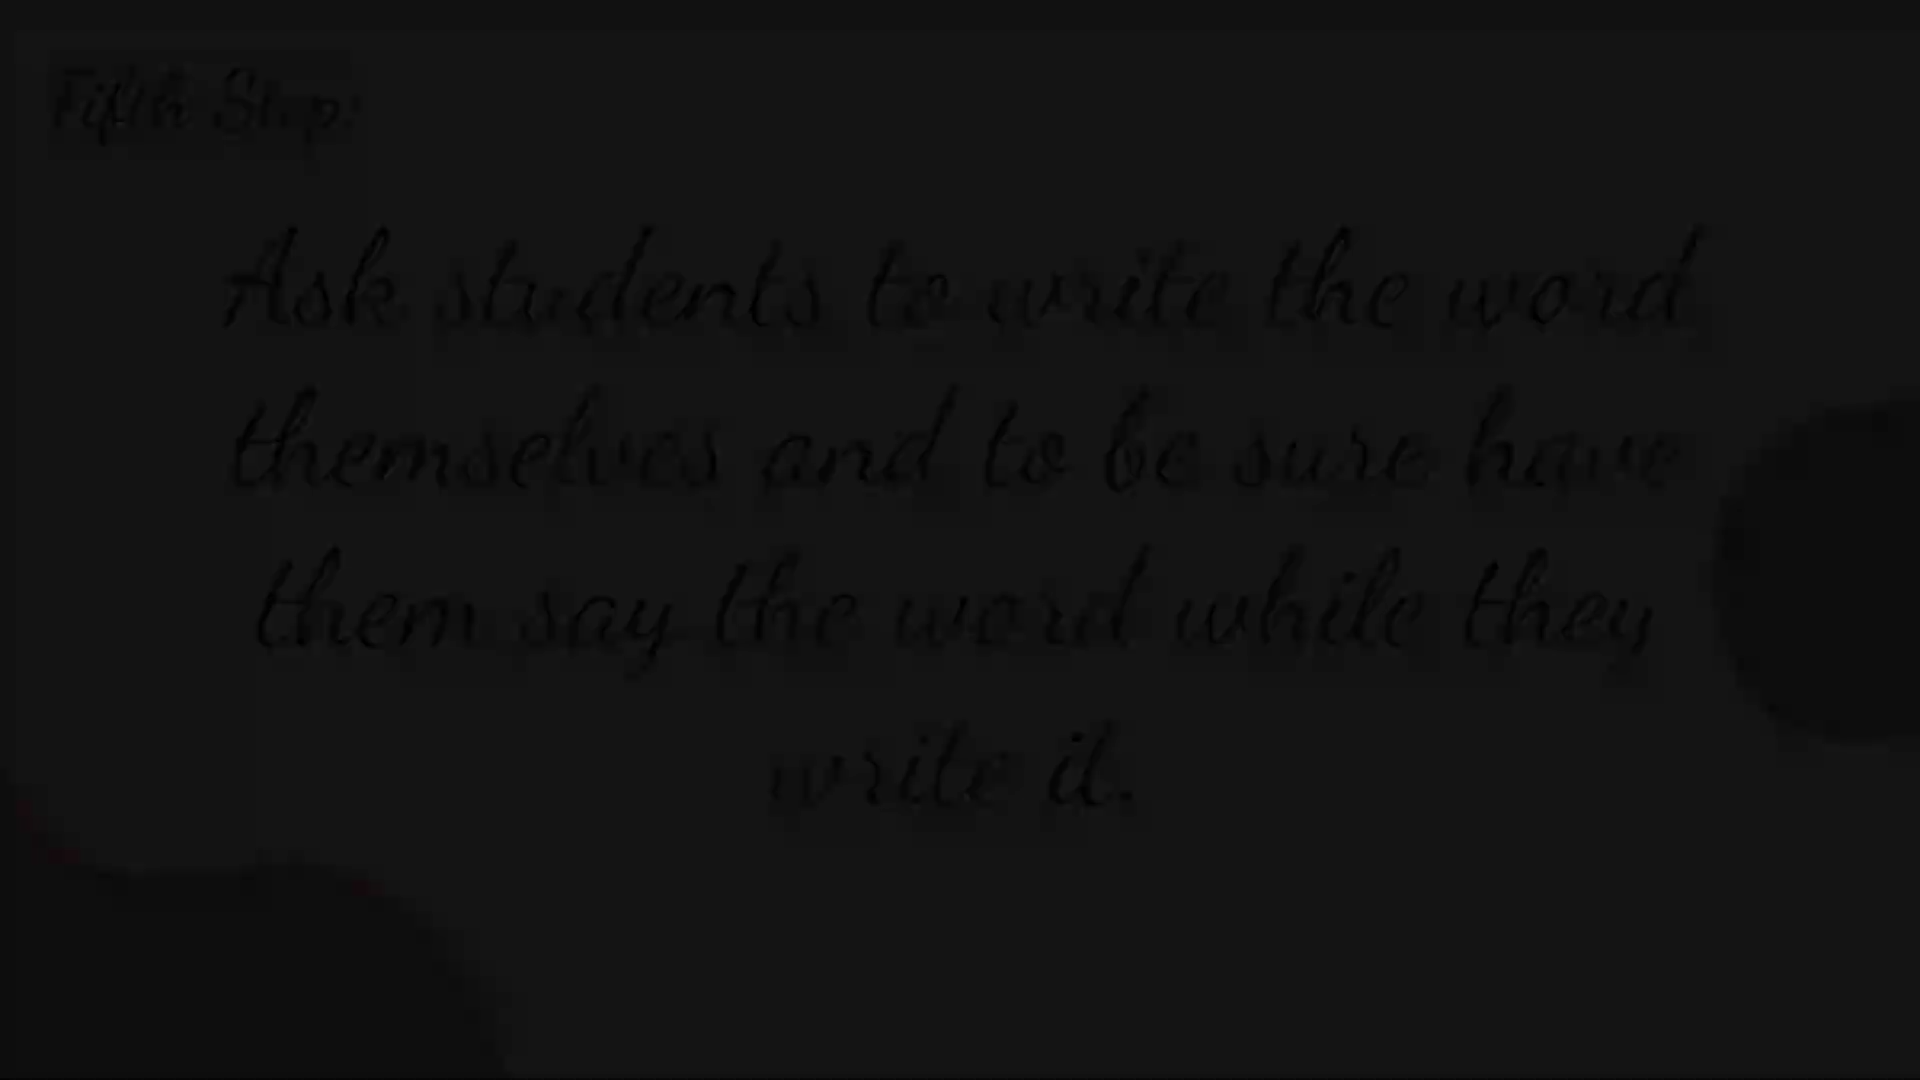 Fifth Step:
Ask students to write the word
themselves and to be sure have
them say the word while they
write it.